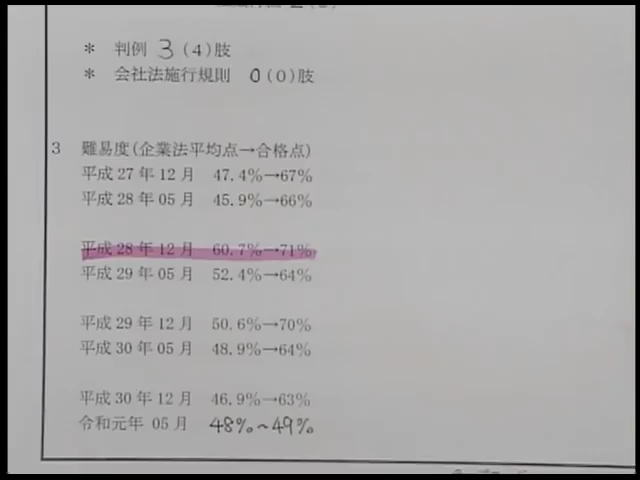 * 判例 3 (4)肢
* 会社法施行規則 0 (0)肢
3 難易度(企業法平均点→合格点)
平成 27 年 12 月 47.4%→67%
平成 28 年 05 月 45.9%→66%
平成 28 年 12 月 60.7%→71%
平成 29 年 05 月 52.4%→64%
平成 29 年 12 月 50.6%→70%
平成 30 年 05 月 48.9%→64%
平成 30 年 12 月 46.9%→63%
令和元年 05 月 48%~49%